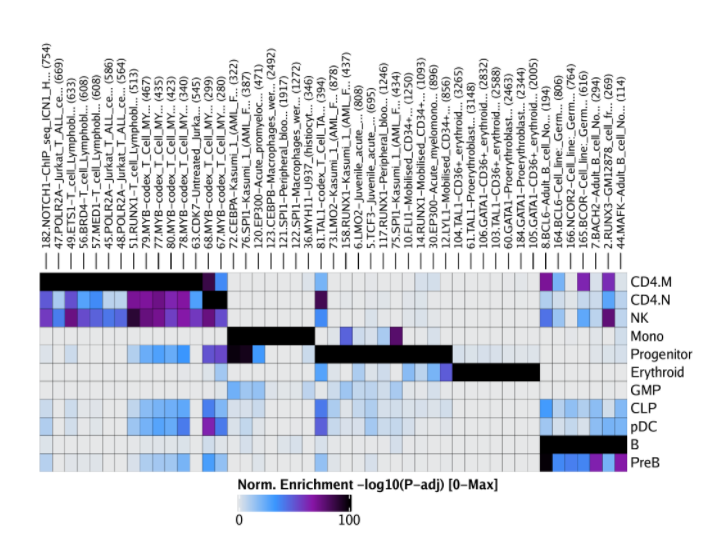 182.NOTCH1-ChIP_seq_ICN1_H... (754)
47.POLR2A-Jurkat_T_ALL_ce... (669)
49.ETS1-T_cell_Lymphobl... (633)
56.BRD4-T_cell_Lymphobl... (608)
57.MED1-T_cell_Lymphobl... (608)
45.POLR2A-Jurkat_T_ALL_ce... (586)
48.POLR2A-Jurkat_T_ALL_ce... (564)
51.RUNX1-T_cell_Lymphobl... (513)
79.MYB-codex_T_Cell_MY... (467)
77.MYB-codex_T_Cell_MY... (435)
80.MYB-codex_T_Cell_MY... (423)
78.MYB-codex_T_Cell_MY... (340)
63.CDK7-Untreated_Jurka... (545)
68.MYB-codex_T_Cell_MY... (299)
67.MYB-codex_T_Cell_MY... (280)
72.CEBPA-Kasumi_1_(AML_F... (322)
76.SPI1-Kasumi_1_(AML_F... (387)
120.EP300-Acute_promyeloc... (471)
123.CEBPB-Macrophages_wer... (2492)
121.SPI1-Peripheral_bloo... (1917)
122.SPI1-Macrophages_wer... (1272)
36.MYH11-U937_(histiocyt... (346)
81.TAL1-codex_T_Cell_TA... (394)
73.LMO2-Kasumi_1_(AML_F... (878)
158.RUNX1-Kasumi_1_(AML_F... (437)
6.LMO2-Juvenile_acute_... (808)
5.TCF3-Juvenile_acute_... (695)
117.RUNX1-Peripheral_bloo... (1246)
75.SPI1-Kasumi_1_(AML_F... (434)
10.FLI1-Mobilised_CD34+... (1250)
14.RUNX1-Mobilised_CD34+... (1093)
30.EP300-Acute_myelomono... (896)
12.LYL1-Mobilised_CD34+... (856)
104.TAL1-CD36+_erythroid... (3265)
61.TAL1-Proerythroblast... (3148)
106.GATA1-CD36+_erythroid... (2832)
103.TAL1-CD36+_erythroid... (2588)
60.GATA1-Proerythroblast... (2463)
184.GATA1-Proerythroblast... (2344)
105.GATA1-CD36+_erythroid... (2005)
8.BCL6-Adult_B_cell_No... (194)
164.BCL6-Cell_line:_Germ... (806)
166.NCOR2-Cell_line:_Germ... (764)
165.BCOR-Cell_line:_Germ... (616)
7.BACH2-Adult_B_cell_No... (294)
2.RUNX3-GM12878_cell_fr... (269)
44.MAFK-Adult_B_cell_No... (114)
CD4.M
CD4.N
NK
Mono
Progenitor
Erythroid
GMP
CLP
pDC
B
PreB
Norm. Enrichment -log10(P-adj) [0-Max]
0 100